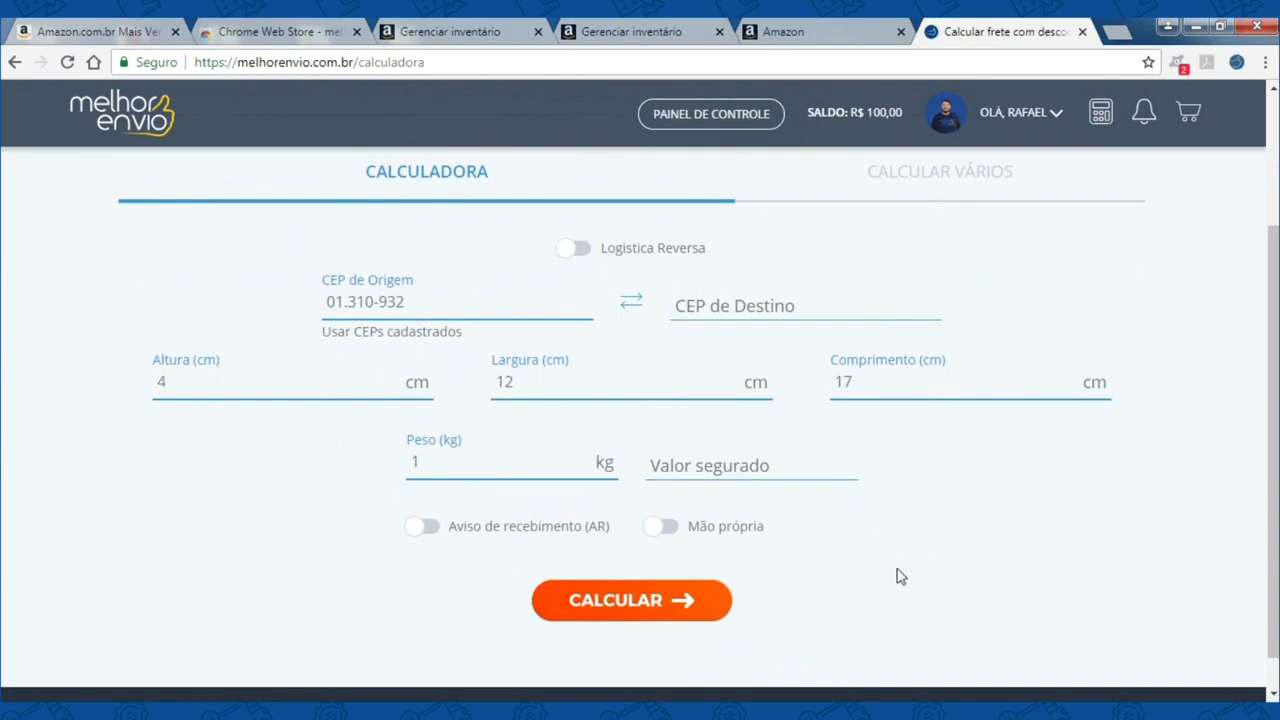 Amazon.com.br Mais Ve
Chrome Web Store - mel
Gerenciar inventário
Gerenciar inventário
Amazon
Calcular frete com desco
Seguro
https://melhorenvio.com.br/calculadora
2
melhor envio
PAINEL DE CONTROLE
SALDO: R$ 100,00
OLÁ, RAFAEL
CALCULADORA
CALCULAR VÁRIOS
Logistica Reversa
CEP de Origem
01.310-932
CEP de Destino
Usar CEPs cadastrados
Altura (cm)
4 cm
Largura (cm)
12 cm
Comprimento (cm)
17 cm
Peso (kg)
1 kg
Valor segurado
Aviso de recebimento (AR)
Mão própria
CALCULAR